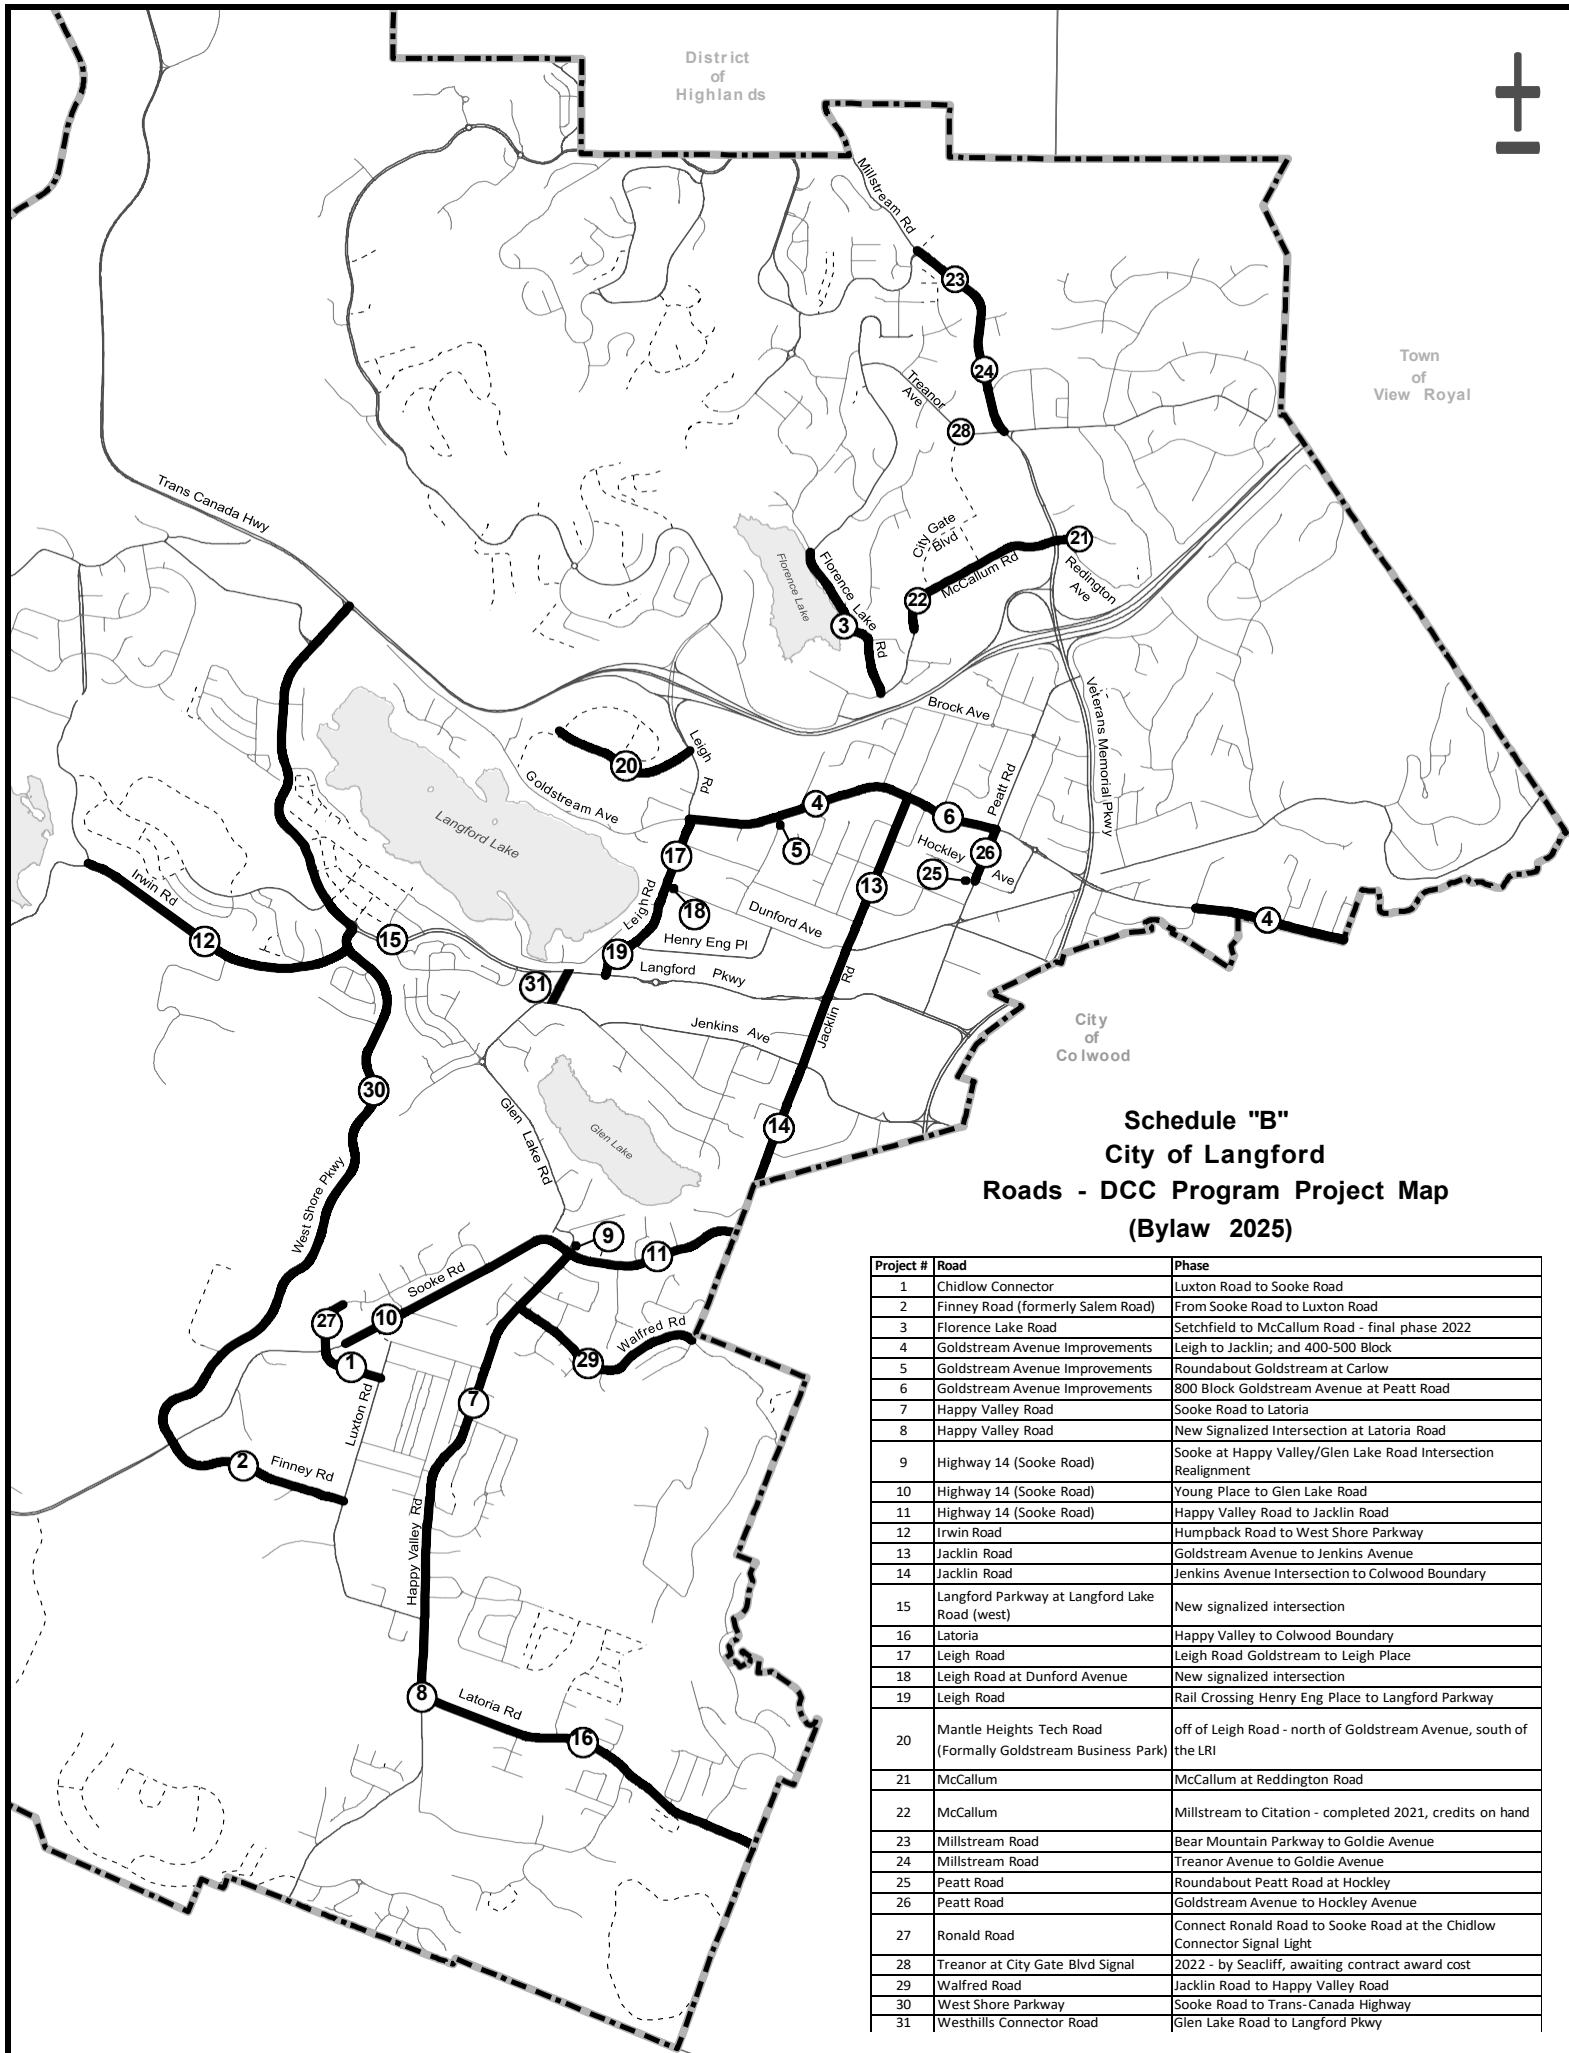 District
of
Highlands
Millstream Rd
23
Town
of
View Royal
24
Treanor
Ave
28
Trans Canada Hwy
City Gate
Blvd
21
McCallum Rd
Redington
Ave
Florence Lake
Florence Lake Rd
22
3
Brock Ave
Veterans Memorial Pkwy
Leigh Rd
20
Goldstream Ave
Peatt Rd
4
6
Langford Lake
5
Hockley Ave
26
17
25
Irwin Rd
13
Leigh Rd
18
Dunford Ave
4
12
15
Henry Eng Pl
19
Langford Pkwy
31
Jacklin Rd
Jenkins Ave
City
of
Colwood
30
Glen Lake Rd
Glen Lake
14
Schedule "B"
City of Langford
Roads - DCC Program Project Map
(Bylaw 2025)
West Shore Pkwy
9
11
Sooke Rd
27
10
Walfred Rd
29
1
7
Luxton Rd
2
Finney Rd
Happy Valley Rd
8
Latoria Rd
16
Project # Road Phase
1 Chidlow Connector Luxton Road to Sooke Road
2 Finney Road (formerly Salem Road) From Sooke Road to Luxton Road
3 Florence Lake Road Setchfield to McCallum Road - final phase 2022
4 Goldstream Avenue Improvements Leigh to Jacklin; and 400-500 Block
5 Goldstream Avenue Improvements Roundabout Goldstream at Carlow
6 Goldstream Avenue Improvements 800 Block Goldstream Avenue at Peatt Road
7 Happy Valley Road Sooke Road to Latoria
8 Happy Valley Road New Signalized Intersection at Latoria Road
9 Highway 14 (Sooke Road) Sooke at Happy Valley/Glen Lake Road Intersection
Realignment
10 Highway 14 (Sooke Road) Young Place to Glen Lake Road
11 Highway 14 (Sooke Road) Happy Valley Road to Jacklin Road
12 Irwin Road Humpback Road to West Shore Parkway
13 Jacklin Road Goldstream Avenue to Jenkins Avenue
14 Jacklin Road Jenkins Avenue Intersection to Colwood Boundary
15 Langford Parkway at Langford Lake
Road (west) New signalized intersection
16 Latoria Happy Valley to Colwood Boundary
17 Leigh Road Leigh Road Goldstream to Leigh Place
18 Leigh Road at Dunford Avenue New signalized intersection
19 Leigh Road Rail Crossing Henry Eng Place to Langford Parkway
20 Mantle Heights Tech Road off of Leigh Road - north of Goldstream Avenue, south of
(Formally Goldstream Business Park) the LRI
21 McCallum McCallum at Reddington Road
22 McCallum Millstream to Citation - completed 2021, credits on hand
23 Millstream Road Bear Mountain Parkway to Goldie Avenue
24 Millstream Road Treanor Avenue to Goldie Avenue
25 Peatt Road Roundabout Peatt Road at Hockley
26 Peatt Road Goldstream Avenue to Hockley Avenue
27 Ronald Road Connect Ronald Road to Sooke Road at the Chidlow
Connector Signal Light
28 Treanor at City Gate Blvd Signal 2022 - by Seacliff, awaiting contract award cost
29 Walfred Road Jacklin Road to Happy Valley Road
30 West Shore Parkway Sooke Road to Trans-Canada Highway
31 Westhills Connector Road Glen Lake Road to Langford Pkwy